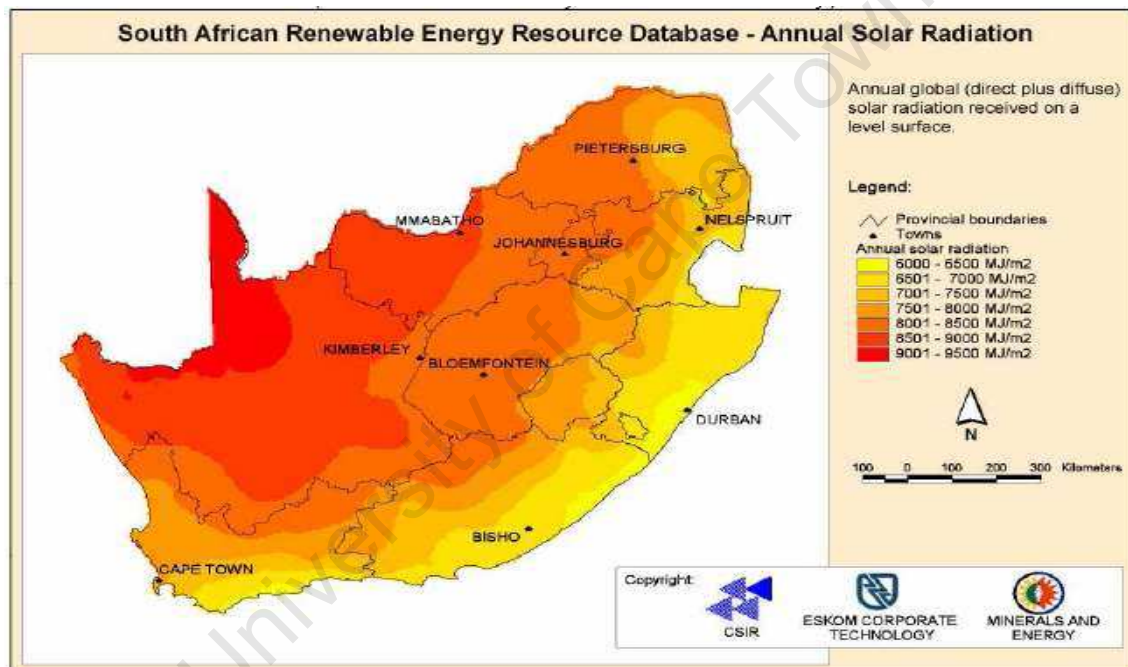 South African Renewable Energy Resource Database - Annual Solar Radiation
Annual global (direct plus diffuse)
solar radiation received on a
level surface.
Legend:
Provincial boundaries
Towns
Annual solar radiation
6000 - 6500 MJ/m2
6501 - 7000 MJ/m2
7001 - 7500 MJ/m2
7501 - 8000 MJ/m2
8001 - 8500 MJ/m2
8501 - 9000 MJ/m2
9001 - 9500 MJ/m2
N
100 0 100 200 300 Kilometers
PIETERSBURG
MMABATHO
NELSPRUIT
JOHANNESBURG
KIMBERLEY
BLOEMFONTEIN
DURBAN
BISHO
CAPE TOWN
Copyright:
CSIR
ESKOM CORPORATE
TECHNOLOGY
MINERALS AND
ENERGY
University of Cape Town